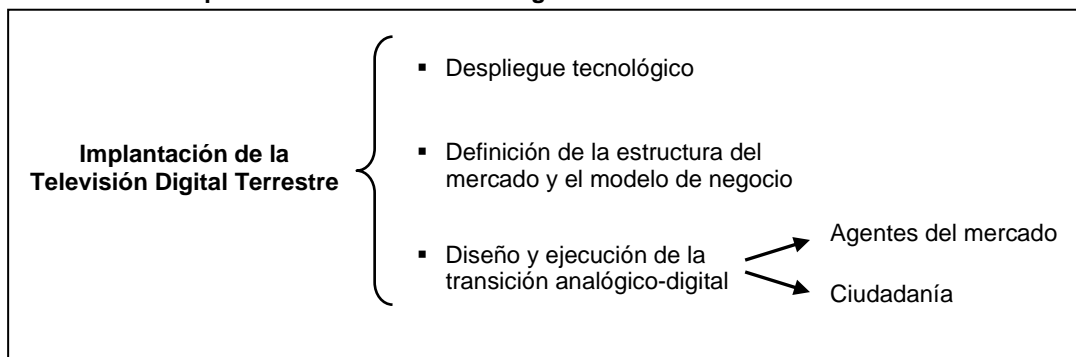 ▪ Despliegue tecnológico
Implantación de la
Televisión Digital Terrestre
▪ Definición de la estructura del
mercado y el modelo de negocio
▪ Diseño y ejecución de la
transición analógico-digital
Agentes del mercado
Ciudadanía